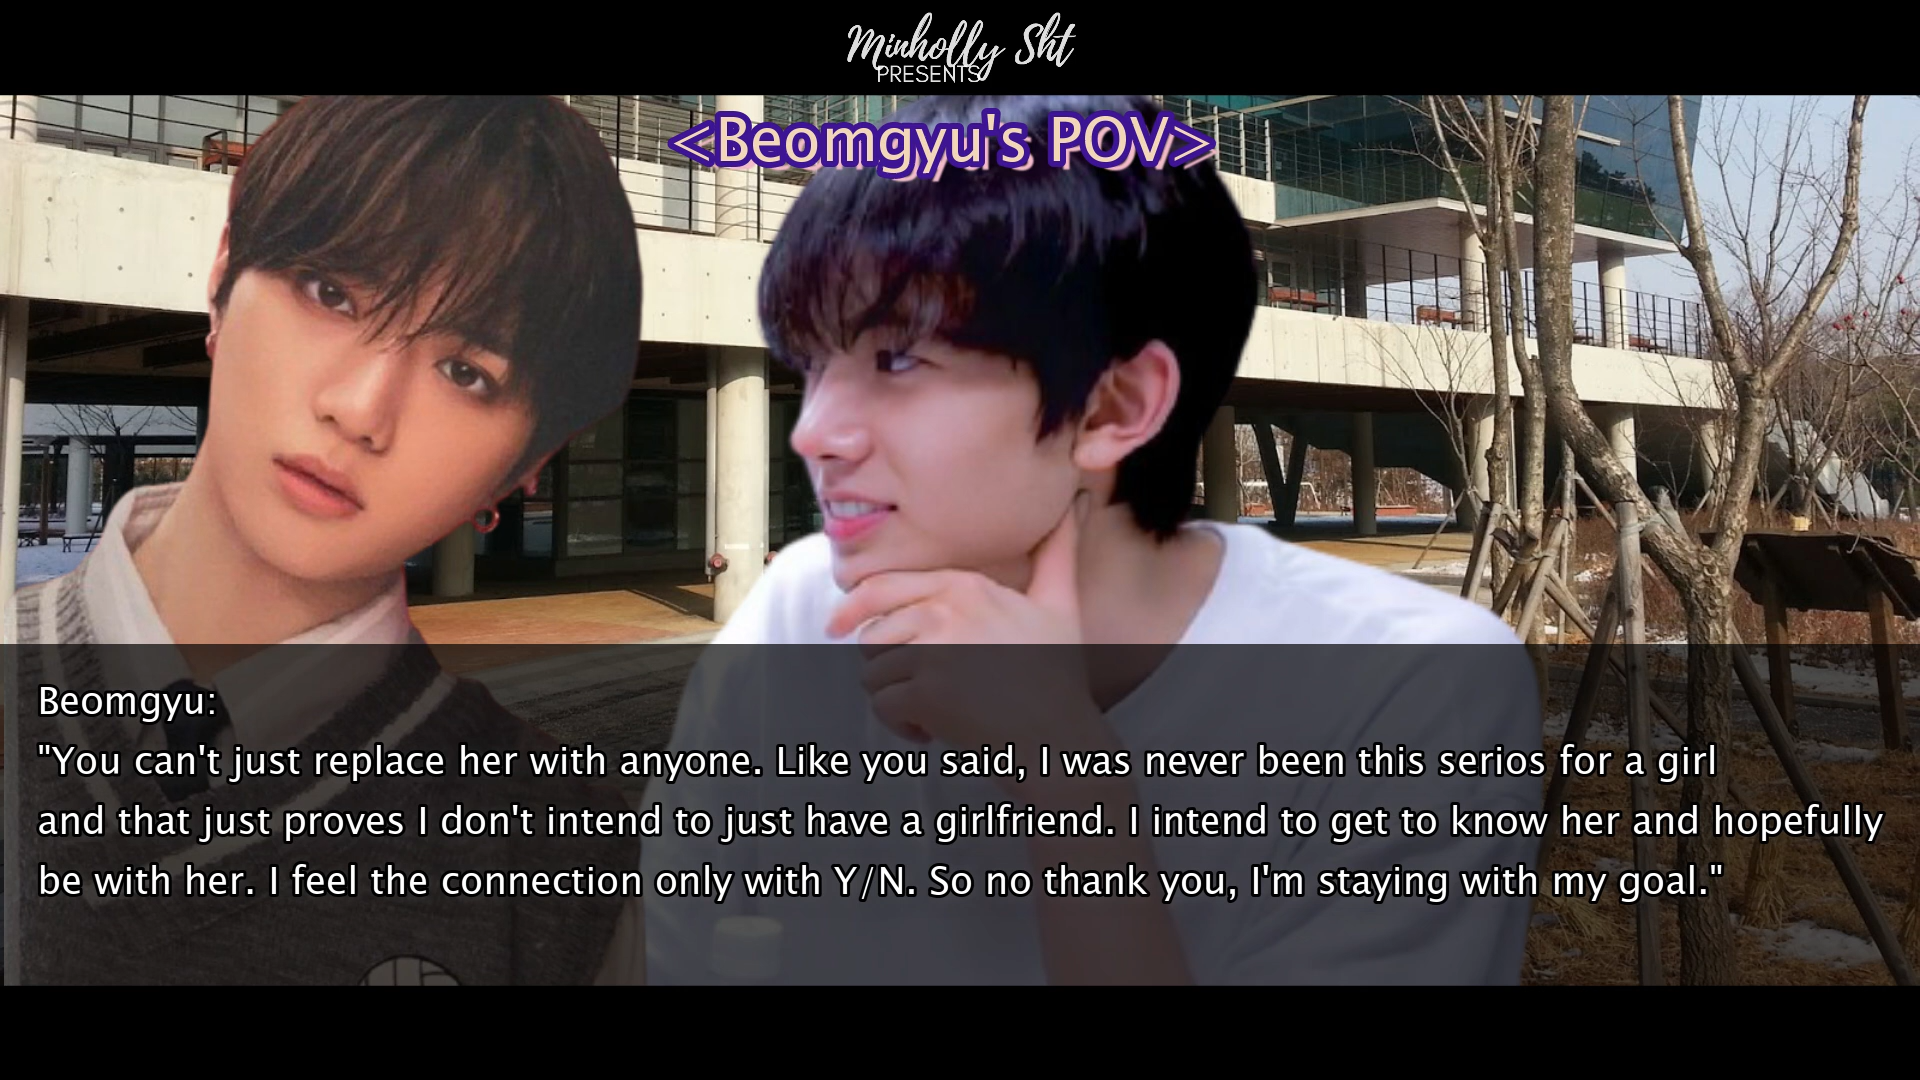 Minholly Sht
PRESENTS
<Beomgyu's POV>
Beomgyu:
"You can't just replace her with anyone. Like you said, I was never been this serios for a girl
and that just proves I don't intend to just have a girlfriend. I intend to get to know her and hopefully
be with her. I feel the connection only with Y/N. So no thank you, I'm staying with my goal."